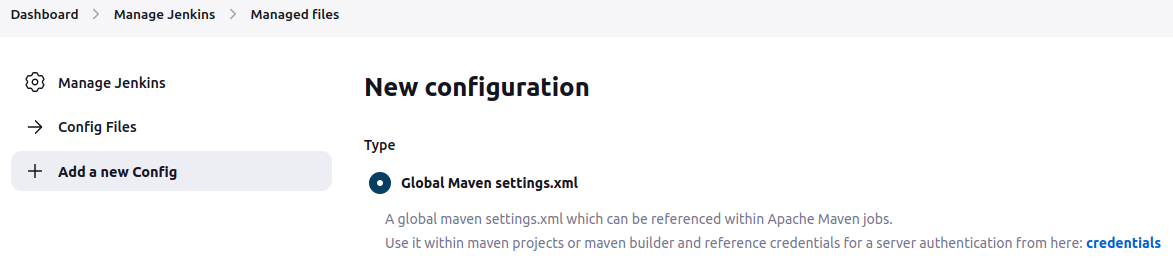 Dashboard > Manage Jenkins > Managed files
Manage Jenkins
Config Files
Add a new Config
New configuration
Type
Global Maven settings.xml
A global maven settings.xml which can be referenced within Apache Maven jobs.
Use it within maven projects or maven builder and reference credentials for a server authentication from here: credentials